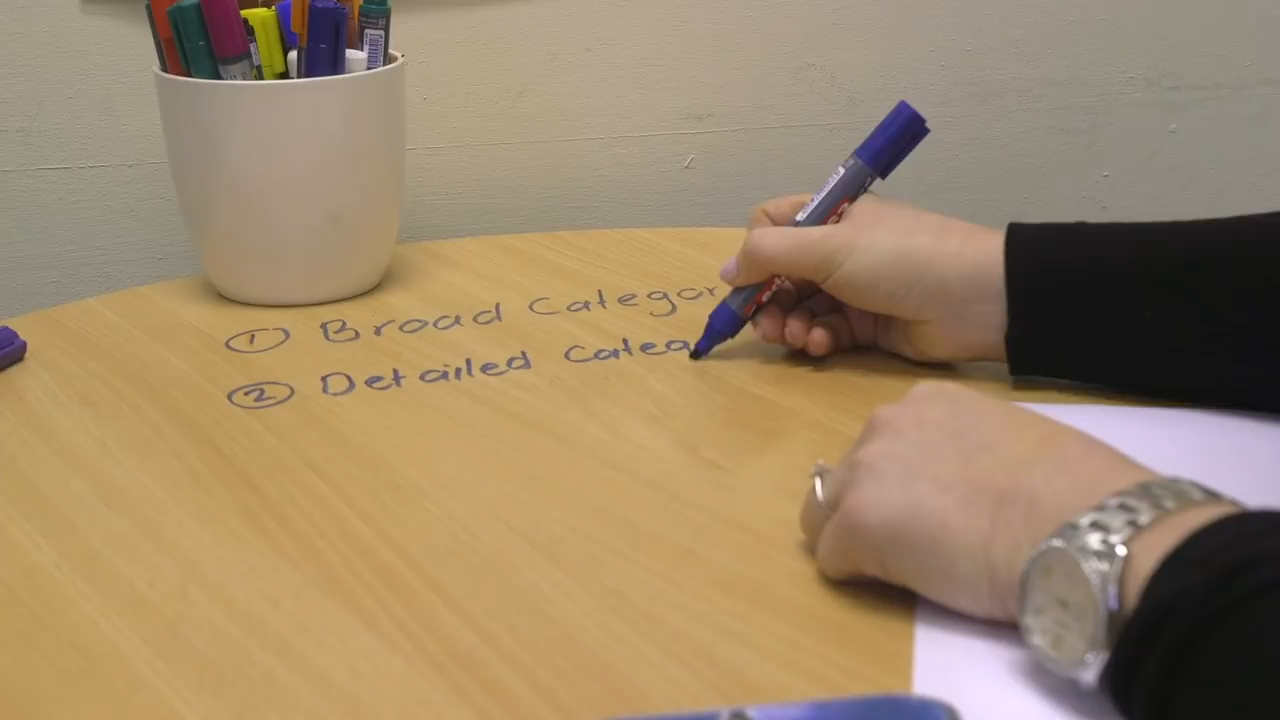 ① Broad Categor
② Detailed Categ